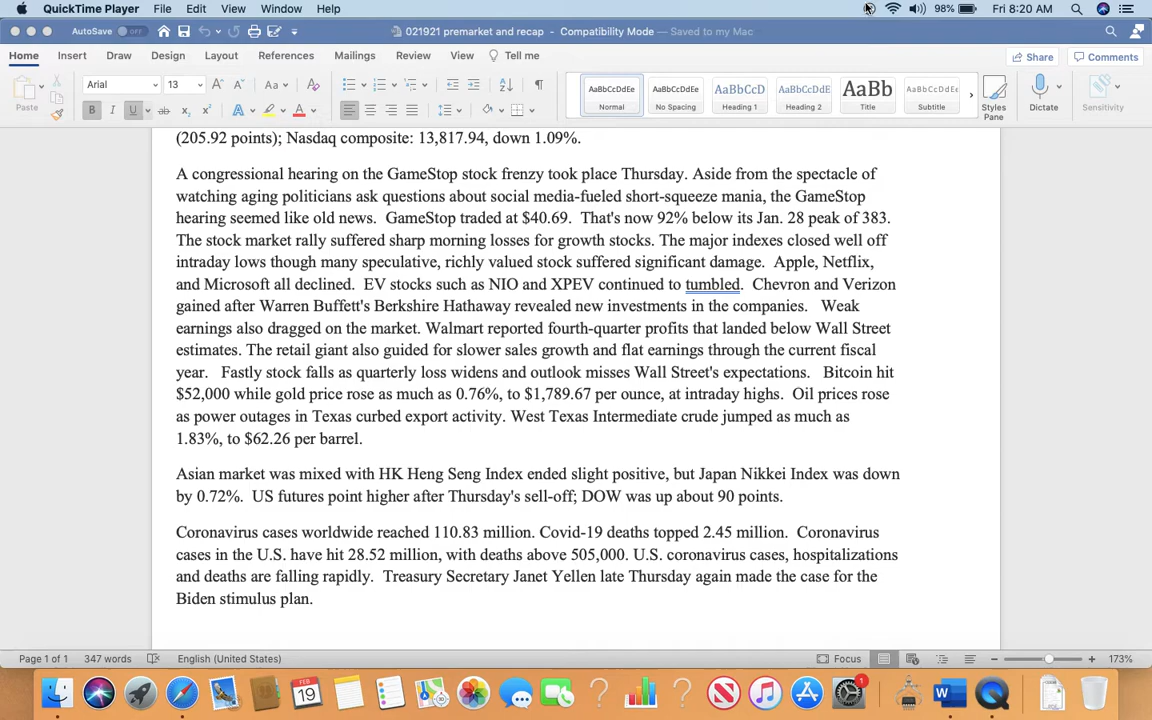 QuickTime Player File Edit View Window Help 98% Fri 8:20 AM
AutoSave OFF 021921 premarket and recap - Compatibility Mode — Saved to my Mac
Home Insert Draw Design Layout References Mailings Review View Tell me Share Comments
Paste Arial 13 A A Aa A
B I U ab x₂ x² A A
AaBbCcDdEe AaBbCcDdEe AaBbCcD AaBbCcDdE AaBb AaBbCcDdEe
Normal No Spacing Heading 1 Heading 2 Title Subtitle Styles Pane Dictate Sensitivity
(205.92 points); Nasdaq composite: 13,817.94, down 1.09%.
A congressional hearing on the GameStop stock frenzy took place Thursday. Aside from the spectacle of
watching aging politicians ask questions about social media-fueled short-squeeze mania, the GameStop
hearing seemed like old news. GameStop traded at $40.69. That's now 92% below its Jan. 28 peak of 383.
The stock market rally suffered sharp morning losses for growth stocks. The major indexes closed well off
intraday lows though many speculative, richly valued stock suffered significant damage. Apple, Netflix,
and Microsoft all declined. EV stocks such as NIO and XPEV continued to tumbled. Chevron and Verizon
gained after Warren Buffett's Berkshire Hathaway revealed new investments in the companies. Weak
earnings also dragged on the market. Walmart reported fourth-quarter profits that landed below Wall Street
estimates. The retail giant also guided for slower sales growth and flat earnings through the current fiscal
year. Fastly stock falls as quarterly loss widens and outlook misses Wall Street's expectations. Bitcoin hit
$52,000 while gold price rose as much as 0.76%, to $1,789.67 per ounce, at intraday highs. Oil prices rose
as power outages in Texas curbed export activity. West Texas Intermediate crude jumped as much as
1.83%, to $62.26 per barrel.
Asian market was mixed with HK Heng Seng Index ended slight positive, but Japan Nikkei Index was down
by 0.72%. US futures point higher after Thursday's sell-off; DOW was up about 90 points.
Coronavirus cases worldwide reached 110.83 million. Covid-19 deaths topped 2.45 million. Coronavirus
cases in the U.S. have hit 28.52 million, with deaths above 505,000. U.S. coronavirus cases, hospitalizations
and deaths are falling rapidly. Treasury Secretary Janet Yellen late Thursday again made the case for the
Biden stimulus plan.
Page 1 of 1 347 words English (United States) Focus 173%
FEB
19
1
W